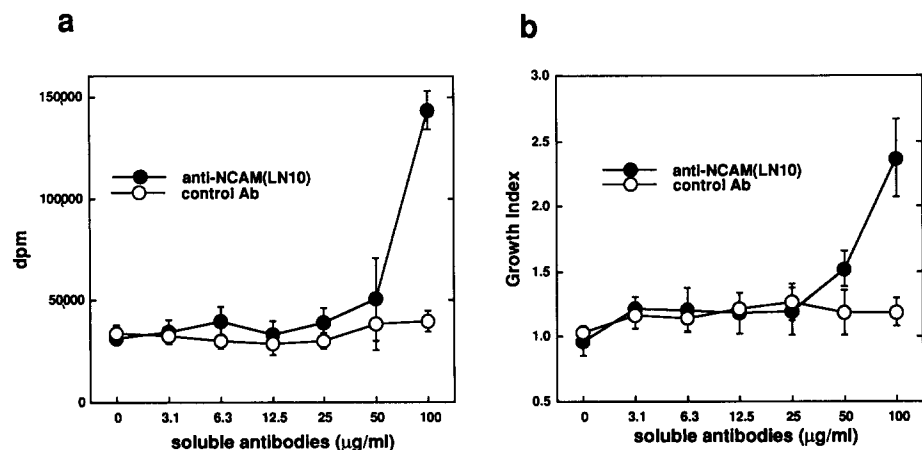 a
150000
100000
50000
0
dpm
anti-NCAM(LN10)
control Ab
0 3.1 6.3 12.5 25 50 100
soluble antibodies (μg/ml)
b
3.0
2.5
2.0
1.5
1.0
0.5
Growth Index
anti-NCAM(LN10)
control Ab
0 3.1 6.3 12.5 25 50 100
soluble antibodies (μg/ml)